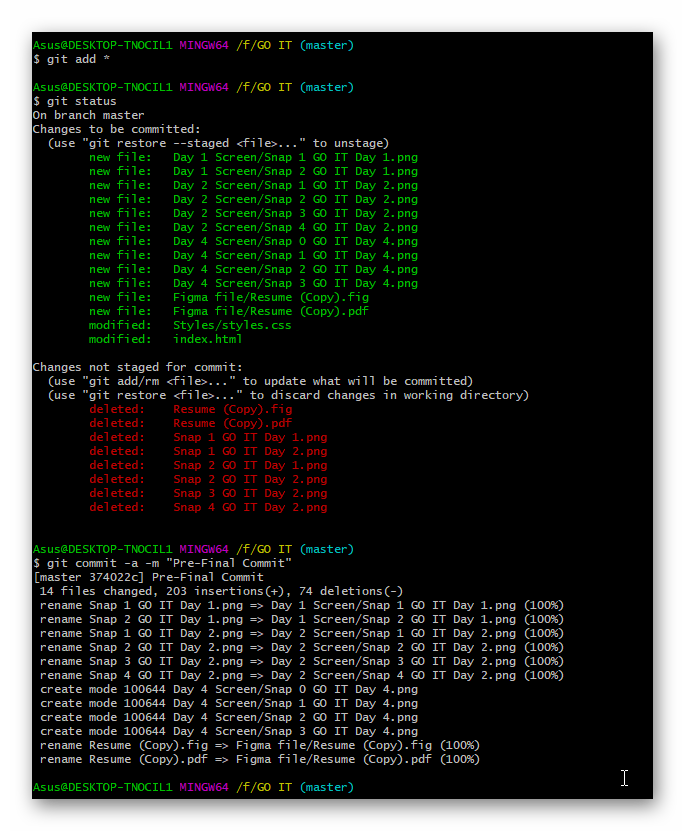 Asus@DESKTOP-TNOCIL1 MINGW64 /f/GO IT (master)
$ git add *
Asus@DESKTOP-TNOCIL1 MINGW64 /f/GO IT (master)
$ git status
On branch master
Changes to be committed:
  (use "git restore --staged <file>..." to unstage)
        new file:   Day 1 Screen/Snap 1 GO IT Day 1.png
        new file:   Day 1 Screen/Snap 2 GO IT Day 1.png
        new file:   Day 2 Screen/Snap 1 GO IT Day 2.png
        new file:   Day 2 Screen/Snap 2 GO IT Day 2.png
        new file:   Day 2 Screen/Snap 3 GO IT Day 2.png
        new file:   Day 2 Screen/Snap 4 GO IT Day 2.png
        new file:   Day 4 Screen/Snap 0 GO IT Day 4.png
        new file:   Day 4 Screen/Snap 1 GO IT Day 4.png
        new file:   Day 4 Screen/Snap 2 GO IT Day 4.png
        new file:   Day 4 Screen/Snap 3 GO IT Day 4.png
        new file:   Figma file/Resume (Copy).fig
        new file:   Figma file/Resume (Copy).pdf
        modified:   Styles/styles.css
        modified:   index.html
Changes not staged for commit:
  (use "git add/rm <file>..." to update what will be committed)
  (use "git restore <file>..." to discard changes in working directory)
        deleted:    Resume (Copy).fig
        deleted:    Resume (Copy).pdf
        deleted:    Snap 1 GO IT Day 1.png
        deleted:    Snap 1 GO IT Day 2.png
        deleted:    Snap 2 GO IT Day 1.png
        deleted:    Snap 2 GO IT Day 2.png
        deleted:    Snap 3 GO IT Day 2.png
        deleted:    Snap 4 GO IT Day 2.png
Asus@DESKTOP-TNOCIL1 MINGW64 /f/GO IT (master)
$ git commit -a -m "Pre-Final Commit"
[master 374022c] Pre-Final Commit
 14 files changed, 203 insertions(+), 74 deletions(-)
 rename Snap 1 GO IT Day 1.png => Day 1 Screen/Snap 1 GO IT Day 1.png (100%)
 rename Snap 2 GO IT Day 1.png => Day 1 Screen/Snap 2 GO IT Day 1.png (100%)
 rename Snap 1 GO IT Day 2.png => Day 2 Screen/Snap 1 GO IT Day 2.png (100%)
 rename Snap 2 GO IT Day 2.png => Day 2 Screen/Snap 2 GO IT Day 2.png (100%)
 rename Snap 3 GO IT Day 2.png => Day 2 Screen/Snap 3 GO IT Day 2.png (100%)
 rename Snap 4 GO IT Day 2.png => Day 2 Screen/Snap 4 GO IT Day 2.png (100%)
 create mode 100644 Day 4 Screen/Snap 0 GO IT Day 4.png
 create mode 100644 Day 4 Screen/Snap 1 GO IT Day 4.png
 create mode 100644 Day 4 Screen/Snap 2 GO IT Day 4.png
 create mode 100644 Day 4 Screen/Snap 3 GO IT Day 4.png
 rename Resume (Copy).fig => Figma file/Resume (Copy).fig (100%)
 rename Resume (Copy).pdf => Figma file/Resume (Copy).pdf (100%)
Asus@DESKTOP-TNOCIL1 MINGW64 /f/GO IT (master)